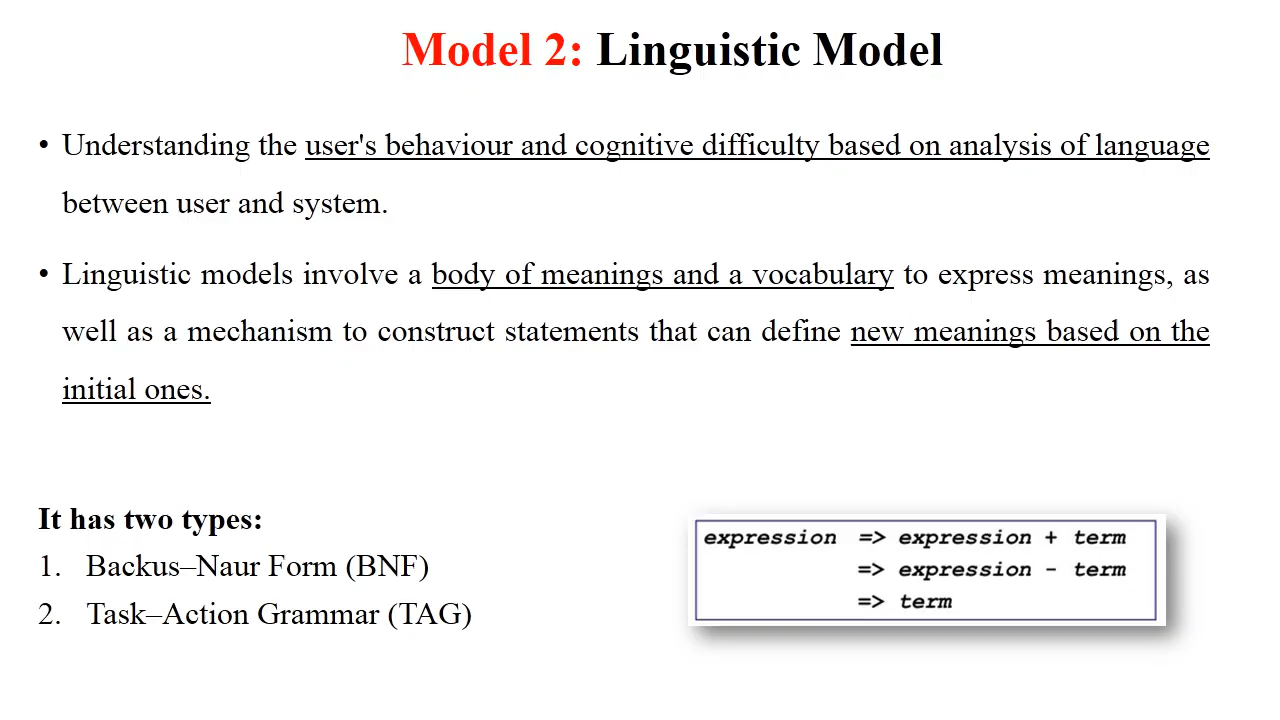 Model 2: Linguistic Model
• Understanding the user's behaviour and cognitive difficulty based on analysis of language
between user and system.
• Linguistic models involve a body of meanings and a vocabulary to express meanings, as
well as a mechanism to construct statements that can define new meanings based on the
initial ones.
It has two types:
1. Backus–Naur Form (BNF)
2. Task–Action Grammar (TAG)
expression => expression + term
=> expression - term
=> term